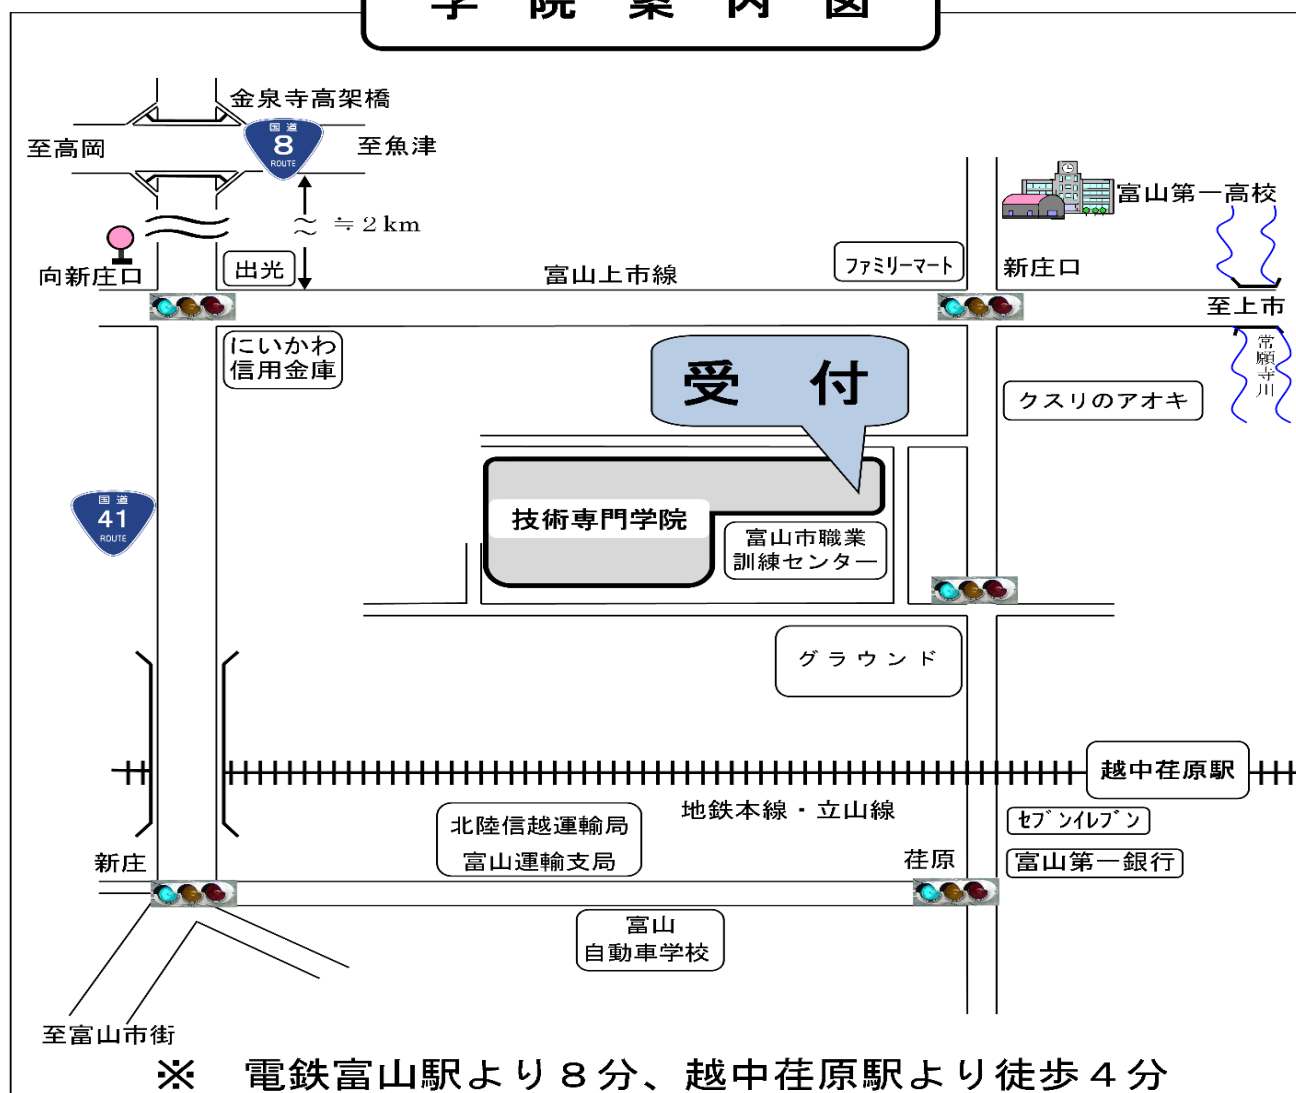 学院案内図
金泉寺高架橋
国道
8
ROUTE
至高岡
至魚津
≒2km
富山第一高校
向新庄口
出光
富山上市線
ファミリーマート
新庄口
至上市
にいかわ
信用金庫
常願寺川
受付
クスリのアオキ
国道
41
ROUTE
技術専門学院
富山市職業
訓練センター
グラウンド
越中荏原駅
地鉄本線・立山線
北陸信越運輸局
富山運輸支局
セブンイレブン
新庄
荏原
富山第一銀行
富山
自動車学校
至富山市街
※ 電鉄富山駅より8分、越中荏原駅より徒歩4分